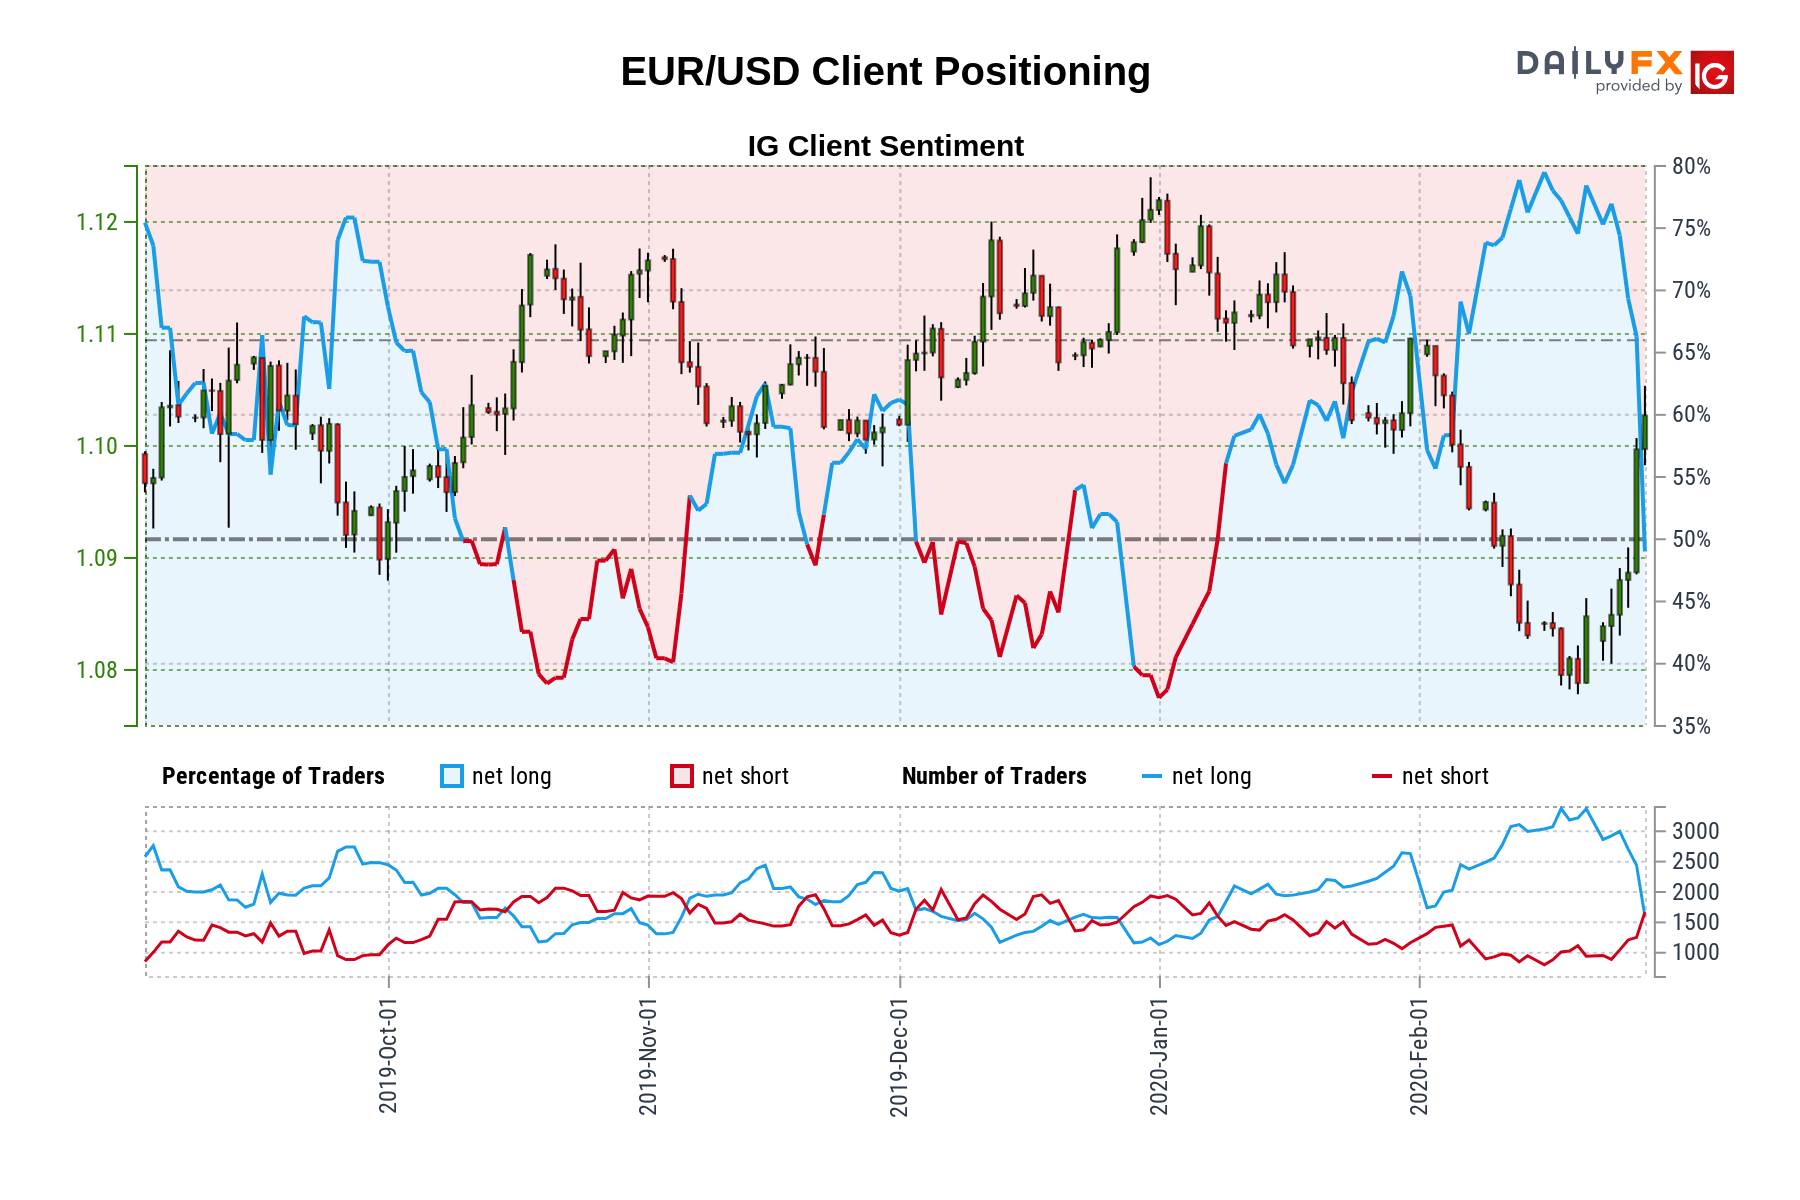 EUR/USD Client Positioning
DAILYFX
provided by IG
IG Client Sentiment
80%
1.12 75%
70%
1.11 65%
60%
1.10 55%
50%
1.09 45%
1.08 40%
35%
Percentage of Traders net long net short Number of Traders net long net short
3000
2500
2000
1500
1000
2019-Oct-01 2019-Nov-01 2019-Dec-01 2020-Jan-01 2020-Feb-01